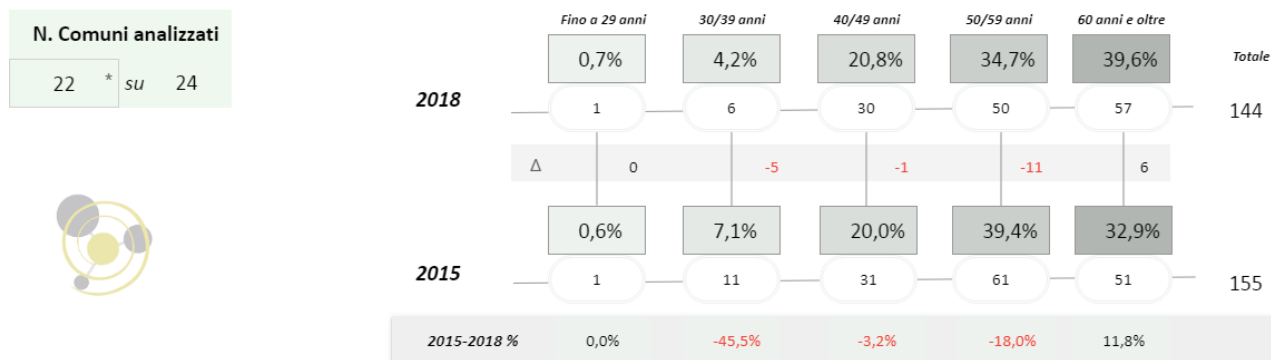 N. Comuni analizzati
22 * su 24
Fino a 29 anni 30/39 anni 40/49 anni 50/59 anni 60 anni e oltre
0,7% 4,2% 20,8% 34,7% 39,6% Totale
2018 1 6 30 50 57 144
Δ 0 -5 -1 -11 6
0,6% 7,1% 20,0% 39,4% 32,9%
2015 1 11 31 61 51 155
2015-2018 % 0,0% -45,5% -3,2% -18,0% 11,8%